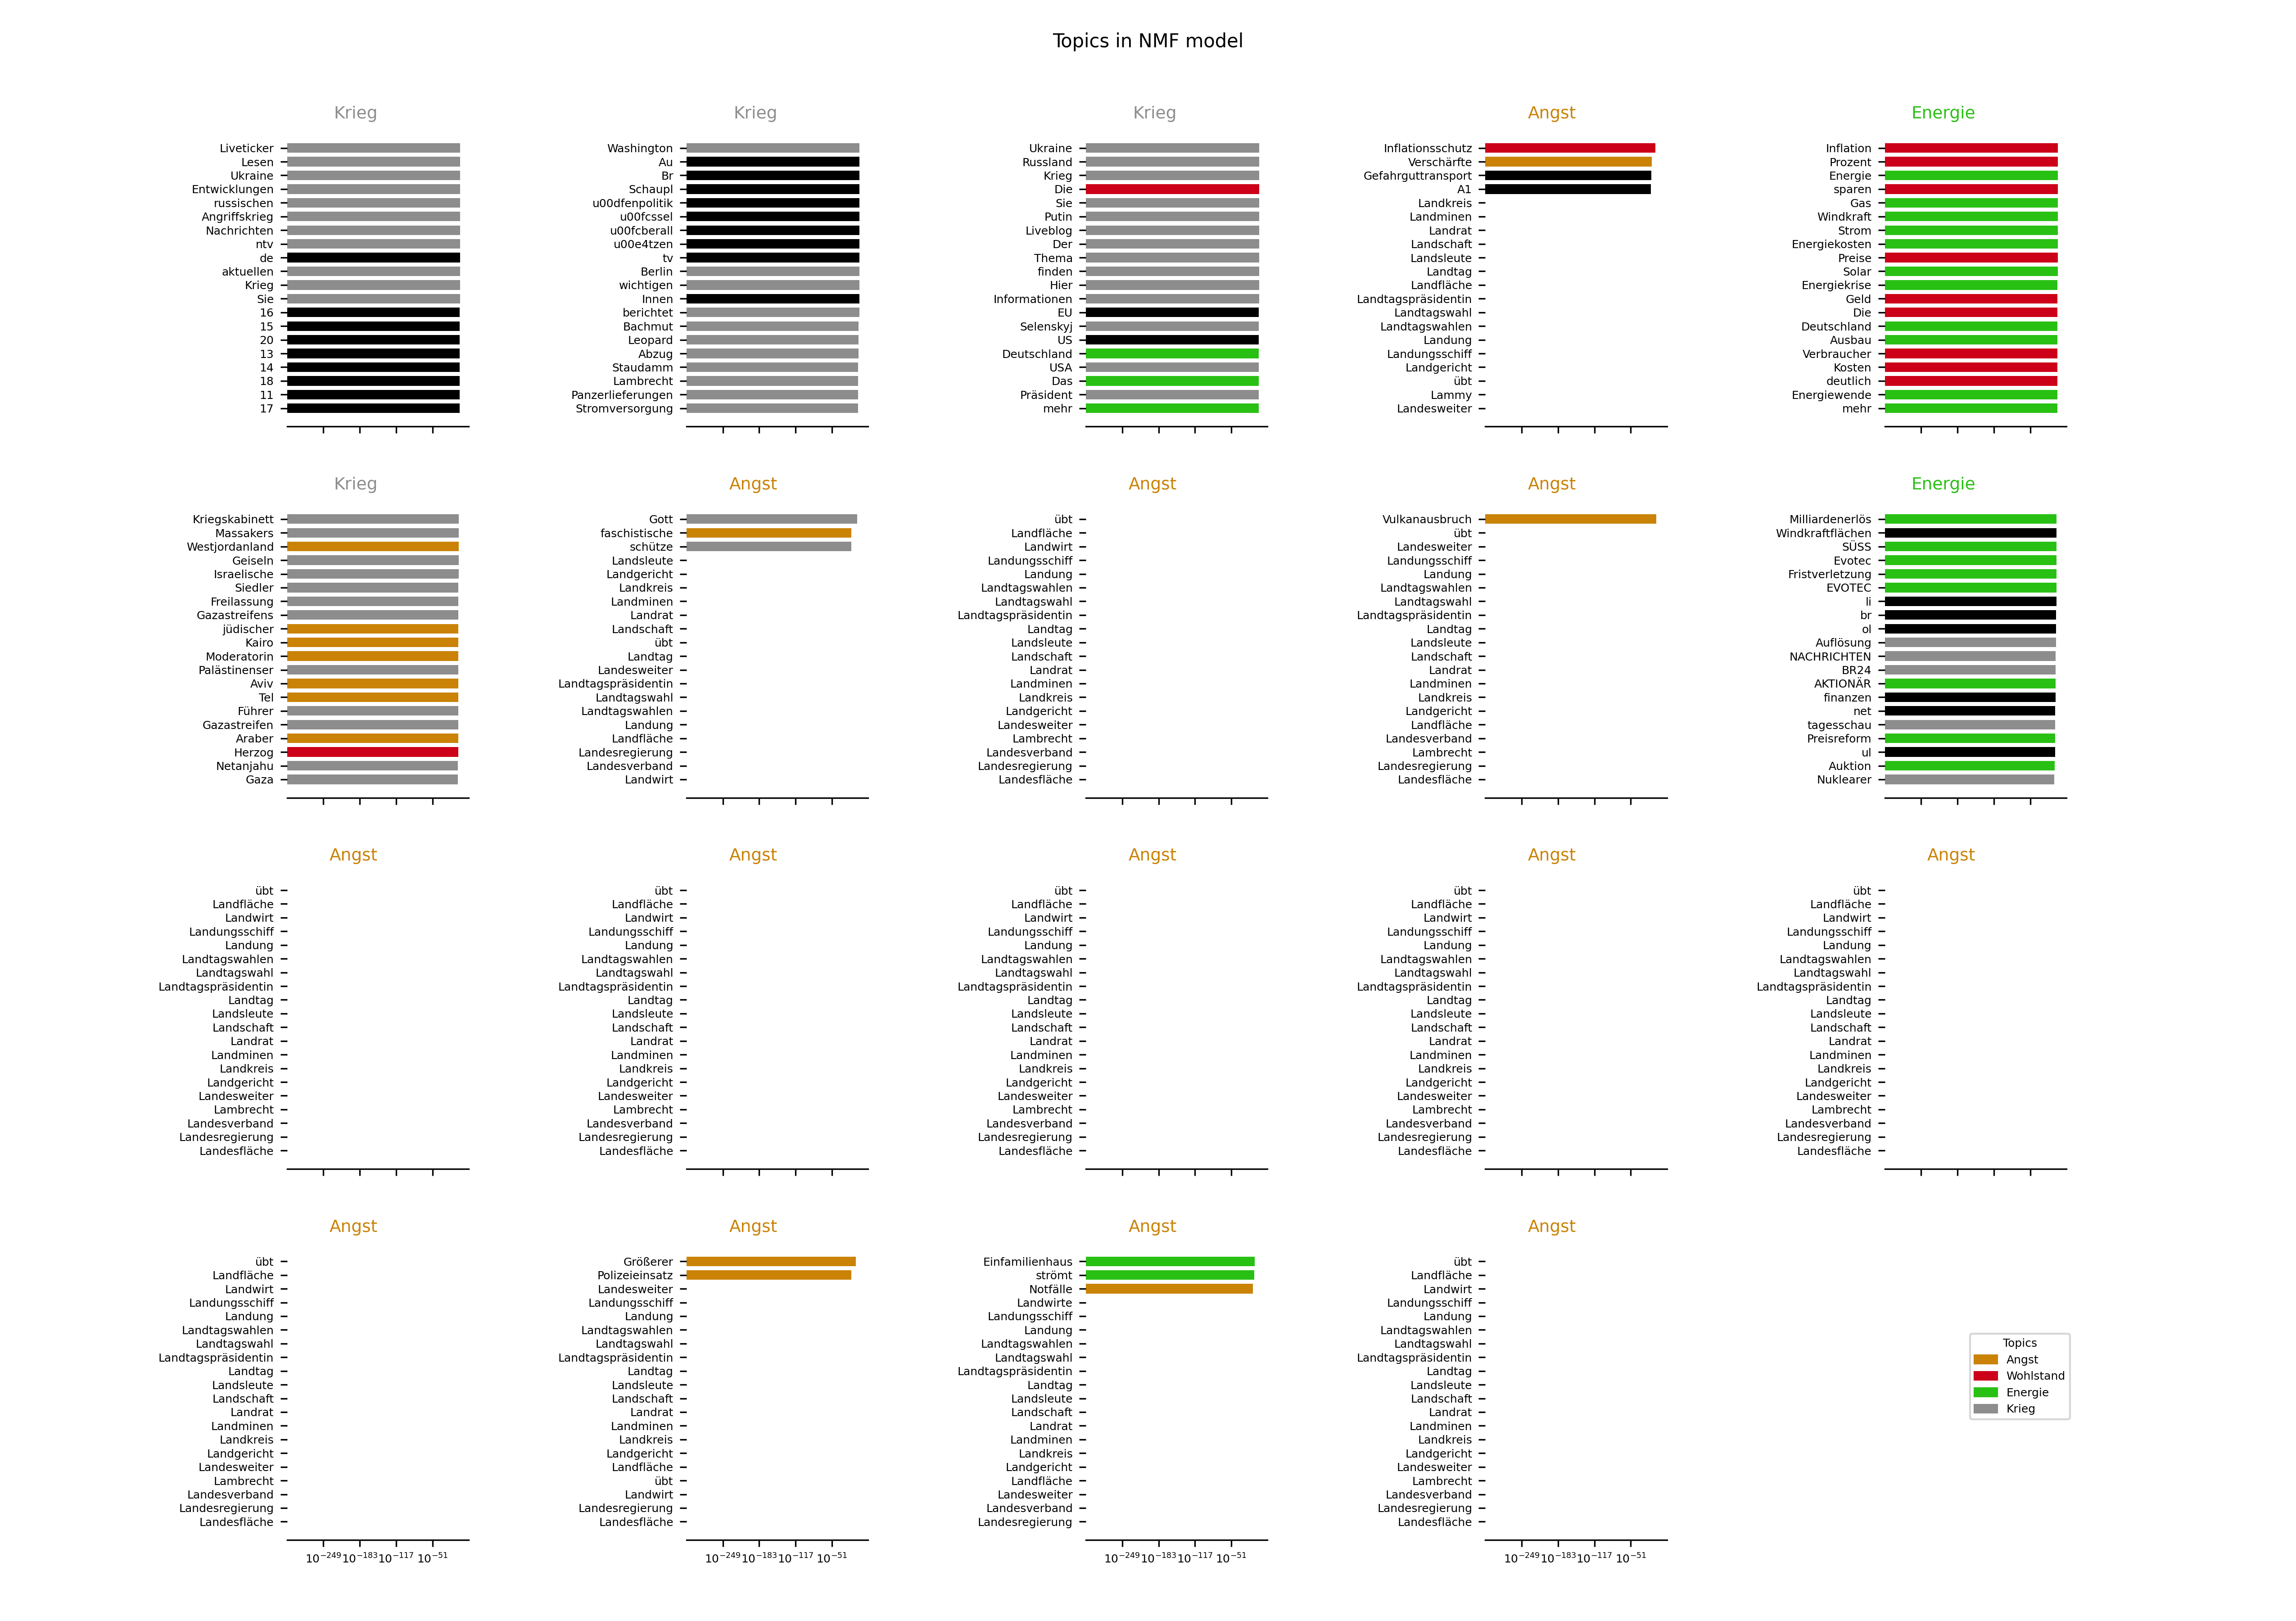 Topics in NMF model
Krieg
Liveticker
Lesen
Ukraine
Entwicklungen
russischen
Angriffskrieg
Nachrichten
ntv
de
aktuellen
Krieg
Sie
16
15
20
13
14
18
11
17
Krieg
Washington
Au
Br
Schaupl
u00dfenpolitik
u00fcssel
u00fcberall
u00e4tzen
tv
Berlin
wichtigen
Innen
berichtet
Bachmut
Leopard
Abzug
Staudamm
Lambrecht
Panzerlieferungen
Stromversorgung
Krieg
Ukraine
Russland
Krieg
Die
Sie
Putin
Liveblog
Der
Thema
finden
Hier
Informationen
EU
Selenskyj
US
Deutschland
USA
Das
Präsident
mehr
Angst
Inflationsschutz
Verschärfte
Gefahrguttransport
A1
Landkreis
Landminen
Landrat
Landschaft
Landsleute
Landtag
Landfläche
Landtagspräsidentin
Landtagswahl
Landtagswahlen
Landung
Landungsschiff
Landgericht
übt
Lammy
Landesweiter
Energie
Inflation
Prozent
Energie
sparen
Gas
Windkraft
Strom
Energiekosten
Preise
Solar
Energiekrise
Geld
Die
Deutschland
Ausbau
Verbraucher
Kosten
deutlich
Energiewende
mehr
Krieg
Kriegskabinett
Massakers
Westjordanland
Geiseln
Israelische
Siedler
Freilassung
Gazastreifens
jüdischer
Kairo
Moderatorin
Palästinenser
Aviv
Tel
Führer
Gazastreifen
Araber
Herzog
Netanjahu
Gaza
Angst
Gott
faschistische
schütze
Landsleute
Landgericht
Landkreis
Landminen
Landrat
Landschaft
übt
Landtag
Landesweiter
Landtagspräsidentin
Landtagswahl
Landtagswahlen
Landung
Landfläche
Landesregierung
Landesverband
Landwirt
Angst
übt
Landfläche
Landwirt
Landungsschiff
Landung
Landtagswahlen
Landtagswahl
Landtagspräsidentin
Landtag
Landsleute
Landschaft
Landrat
Landminen
Landkreis
Landgericht
Landesweiter
Lambrecht
Landesverband
Landesregierung
Landesfläche
Angst
Vulkanausbruch
übt
Landesweiter
Landungsschiff
Landung
Landtagswahlen
Landtagswahl
Landtagspräsidentin
Landtag
Landsleute
Landschaft
Landrat
Landminen
Landkreis
Landgericht
Landfläche
Landesverband
Lambrecht
Landesregierung
Landesfläche
Energie
Milliardenerlös
Windkraftflächen
SÜSS
Evotec
Fristverletzung
EVOTEC
li
br
ol
Auflösung
NACHRICHTEN
BR24
AKTIONÄR
finanzen
net
tagesschau
Preisreform
ul
Auktion
Nuklearer
Angst
übt
Landfläche
Landwirt
Landungsschiff
Landung
Landtagswahlen
Landtagswahl
Landtagspräsidentin
Landtag
Landsleute
Landschaft
Landrat
Landminen
Landkreis
Landgericht
Landesweiter
Lambrecht
Landesverband
Landesregierung
Landesfläche
Angst
übt
Landfläche
Landwirt
Landungsschiff
Landung
Landtagswahlen
Landtagswahl
Landtagspräsidentin
Landtag
Landsleute
Landschaft
Landrat
Landminen
Landkreis
Landgericht
Landesweiter
Lambrecht
Landesverband
Landesregierung
Landesfläche
Angst
übt
Landfläche
Landwirt
Landungsschiff
Landung
Landtagswahlen
Landtagswahl
Landtagspräsidentin
Landtag
Landsleute
Landschaft
Landrat
Landminen
Landkreis
Landgericht
Landesweiter
Lambrecht
Landesverband
Landesregierung
Landesfläche
Angst
übt
Landfläche
Landwirt
Landungsschiff
Landung
Landtagswahlen
Landtagswahl
Landtagspräsidentin
Landtag
Landsleute
Landschaft
Landrat
Landminen
Landkreis
Landgericht
Landesweiter
Lambrecht
Landesverband
Landesregierung
Landesfläche
Angst
übt
Landfläche
Landwirt
Landungsschiff
Landung
Landtagswahlen
Landtagswahl
Landtagspräsidentin
Landtag
Landsleute
Landschaft
Landrat
Landminen
Landkreis
Landgericht
Landesweiter
Lambrecht
Landesverband
Landesregierung
Landesfläche
Angst
übt
Landfläche
Landwirt
Landungsschiff
Landung
Landtagswahlen
Landtagswahl
Landtagspräsidentin
Landtag
Landsleute
Landschaft
Landrat
Landminen
Landkreis
Landgericht
Landesweiter
Lambrecht
Landesverband
Landesregierung
Landesfläche
10⁻²⁴⁹ 10⁻¹⁸³ 10⁻¹¹⁷ 10⁻⁵¹
Angst
Größerer
Polizeieinsatz
Landesweiter
Landungsschiff
Landung
Landtagswahlen
Landtagswahl
Landtagspräsidentin
Landtag
Landsleute
Landschaft
Landrat
Landminen
Landkreis
Landgericht
Landfläche
übt
Landwirt
Landesregierung
Landesfläche
10⁻²⁴⁹ 10⁻¹⁸³ 10⁻¹¹⁷ 10⁻⁵¹
Angst
Einfamilienhaus
strömt
Notfälle
Landwirte
Landungsschiff
Landung
Landtagswahlen
Landtagswahl
Landtagspräsidentin
Landtag
Landsleute
Landschaft
Landrat
Landminen
Landkreis
Landgericht
Landfläche
Landesweiter
Landesverband
Landesregierung
10⁻²⁴⁹ 10⁻¹⁸³ 10⁻¹¹⁷ 10⁻⁵¹
Angst
übt
Landfläche
Landwirt
Landungsschiff
Landung
Landtagswahlen
Landtagswahl
Landtagspräsidentin
Landtag
Landsleute
Landschaft
Landrat
Landminen
Landkreis
Landgericht
Landesweiter
Lambrecht
Landesverband
Landesregierung
Landesfläche
10⁻²⁴⁹ 10⁻¹⁸³ 10⁻¹¹⁷ 10⁻⁵¹
Topics
Angst
Wohlstand
Energie
Krieg